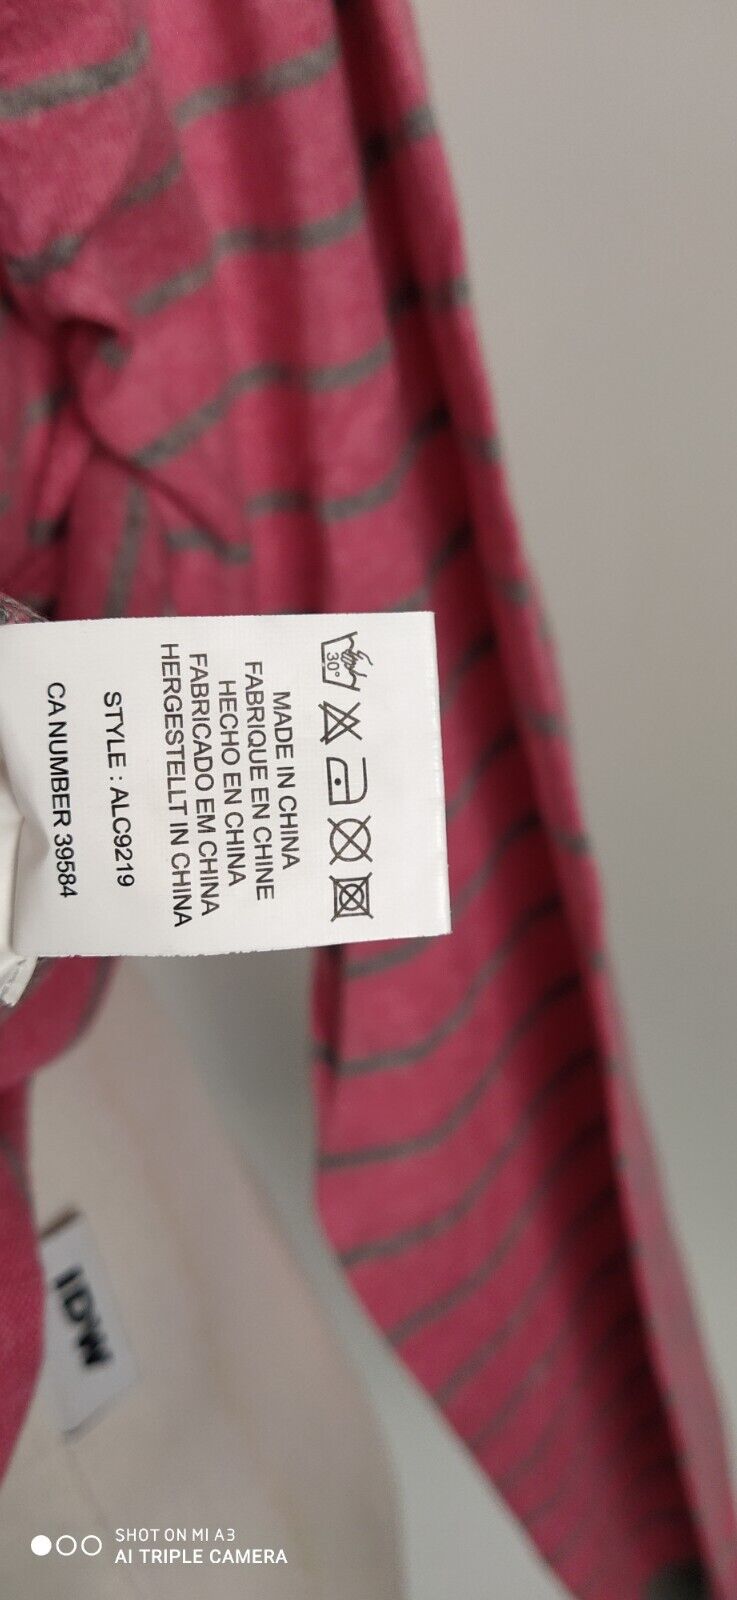 30°
MADE IN CHINA
FABRIQUE EN CHINE
HECHO EN CHINA
FABRICADO EM CHINA
HERGESTELLT IN CHINA
STYLE : ALC9219
CA NUMBER 39584
SHOT ON MI A3
AI TRIPLE CAMERA